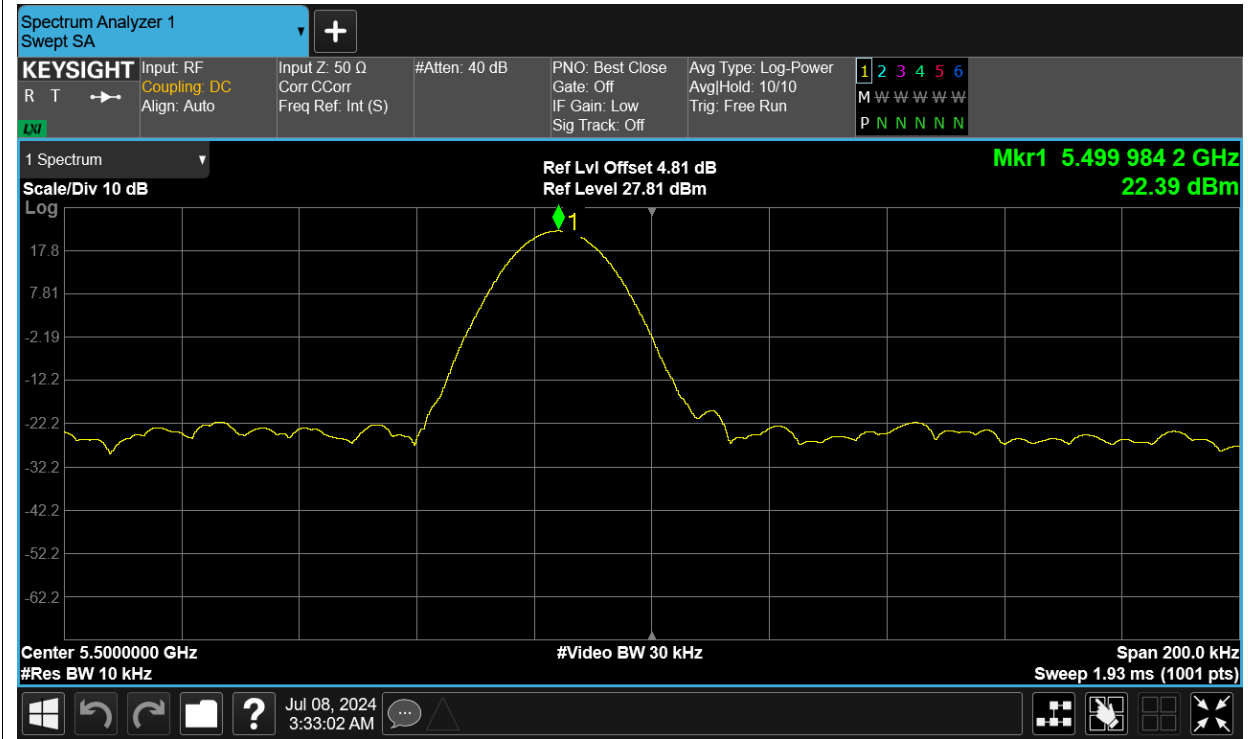 Spectrum Analyzer 1
Swept SA
KEYSIGHT
R T
LXI
Input: RF
Coupling: DC
Align: Auto
Input Z: 50 Ω
Corr CCorr
Freq Ref: Int (S)
#Atten: 40 dB
PNO: Best Close
Gate: Off
IF Gain: Low
Sig Track: Off
Avg Type: Log-Power
Avg|Hold: 10/10
Trig: Free Run
1 2 3 4 5 6
M W W W W W
P N N N N N
1 Spectrum
Scale/Div 10 dB
Ref Lvl Offset 4.81 dB
Ref Level 27.81 dBm
Mkr1 5.499 984 2 GHz
22.39 dBm
Log
1
17.8
7.81
-2.19
-12.2
-22.2
-32.2
-42.2
-52.2
-62.2
Center 5.5000000 GHz
#Res BW 10 kHz
#Video BW 30 kHz
Span 200.0 kHz
Sweep 1.93 ms (1001 pts)
?
Jul 08, 2024
3:33:02 AM